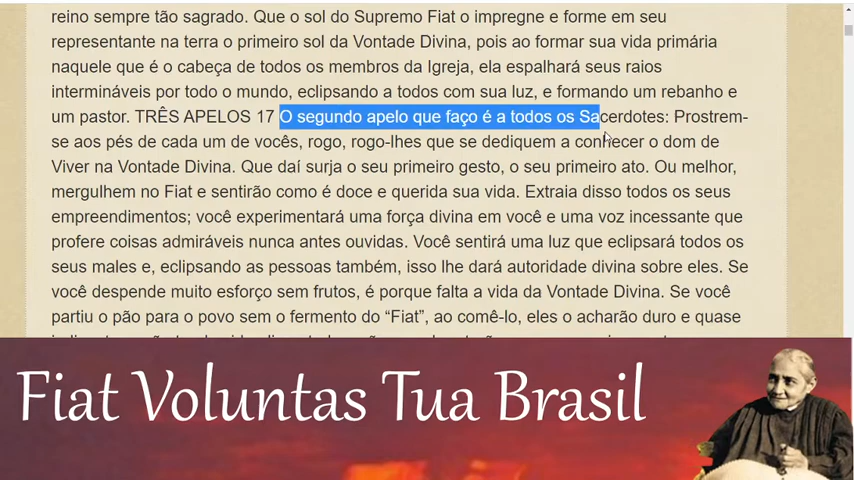 reino sempre tão sagrado. Que o sol do Supremo Fiat o impregne e forme em seu
representante na terra o primeiro sol da Vontade Divina, pois ao formar sua vida primária
naquele que é o cabeça de todos os membros da Igreja, ela espalhará seus raios
intermináveis por todo o mundo, eclipsando a todos com sua luz, e formando um rebanho e
um pastor. TRÊS APELOS 17 O segundo apelo que faço é a todos os Sacerdotes: Prostrem-
se aos pés de cada um de vocês, rogo, rogo-lhes que se dediquem a conhecer o dom de
Viver na Vontade Divina. Que daí surja o seu primeiro gesto, o seu primeiro ato. Ou melhor,
mergulhem no Fiat e sentirão como é doce e querida sua vida. Extraia disso todos os seus
empreendimentos; você experimentará uma força divina em você e uma voz incessante que
profere coisas admiráveis nunca antes ouvidas. Você sentirá uma luz que eclipsará todos os
seus males e, eclipsando as pessoas também, isso lhe dará autoridade divina sobre eles. Se
você despende muito esforço sem frutos, é porque falta a vida da Vontade Divina. Se você
partiu o pão para o povo sem o fermento do “Fiat”, ao comê-lo, eles o acharão duro e quase
Fiat Voluntas Tua Brasil